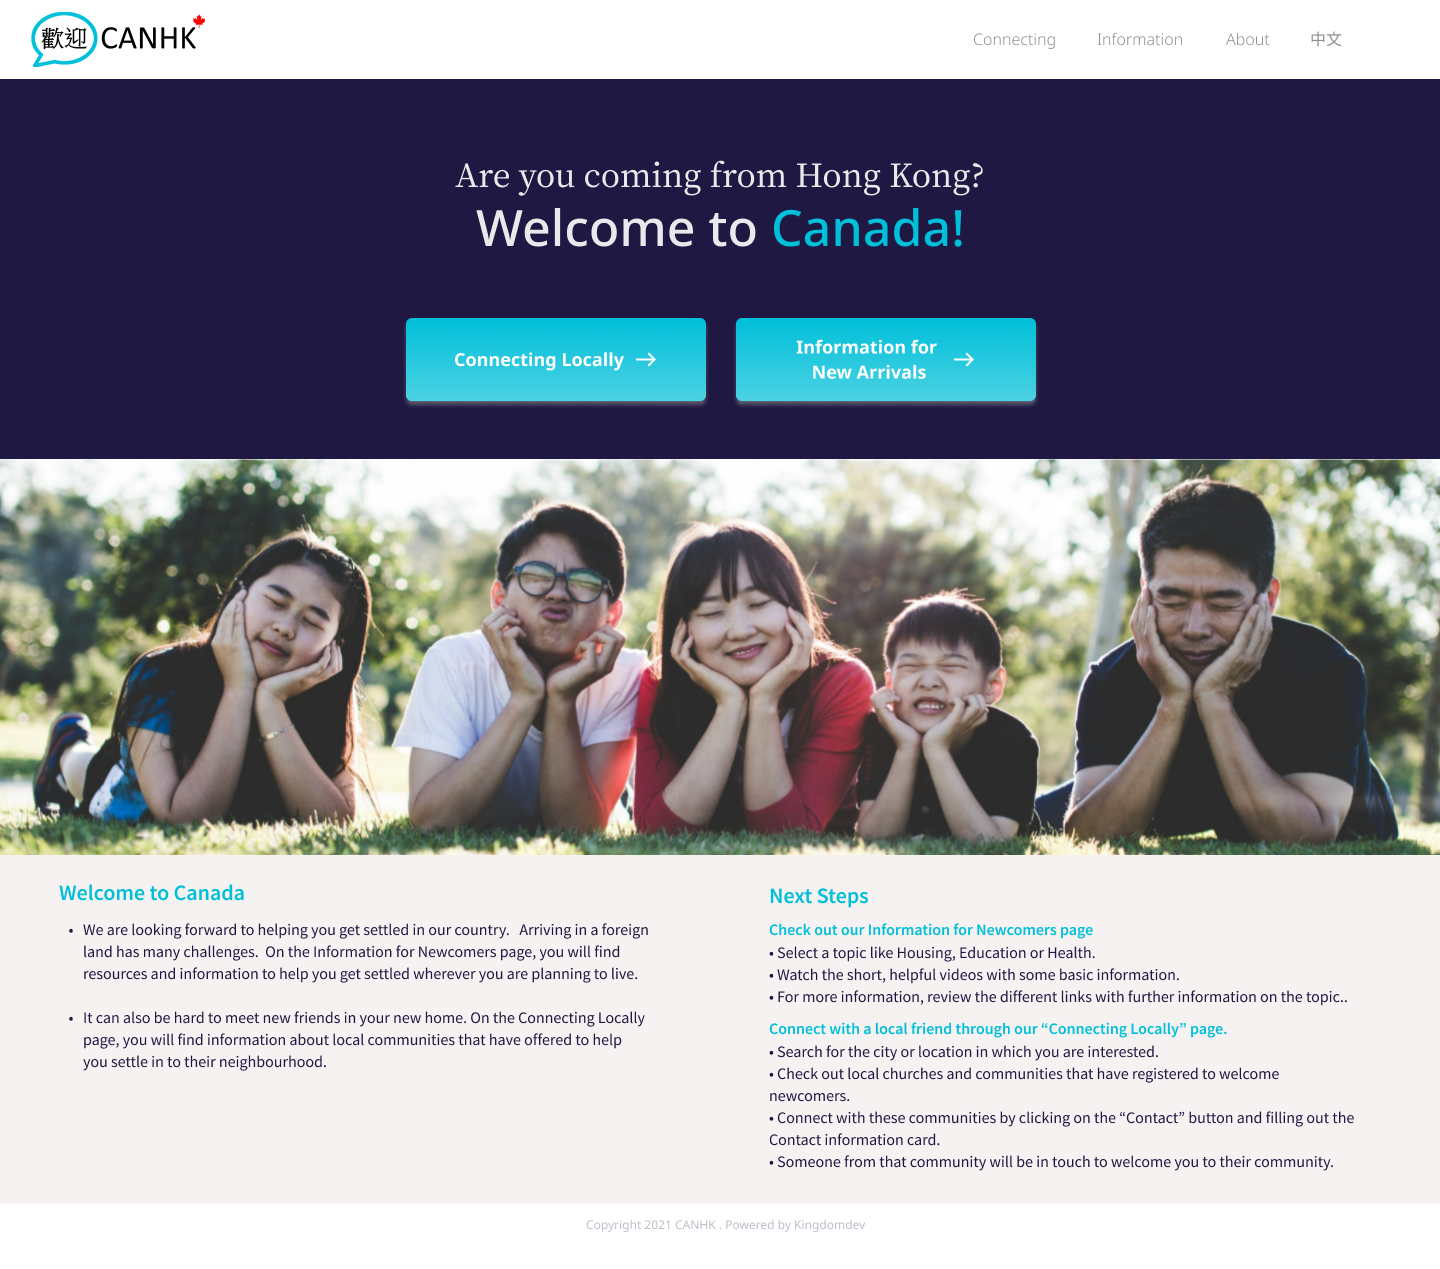 歡迎 CANHK
Connecting
Information
About
中文
Are you coming from Hong Kong?
Welcome to Canada!
Connecting Locally →
Information for
New Arrivals →
Welcome to Canada
• We are looking forward to helping you get settled in our country. Arriving in a foreign
land has many challenges. On the Information for Newcomers page, you will find
resources and information to help you get settled wherever you are planning to live.
• It can also be hard to meet new friends in your new home. On the Connecting Locally
page, you will find information about local communities that have offered to help
you settle in to their neighbourhood.
Next Steps
Check out our Information for Newcomers page
• Select a topic like Housing, Education or Health.
• Watch the short, helpful videos with some basic information.
• For more information, review the different links with further information on the topic..
Connect with a local friend through our “Connecting Locally” page.
• Search for the city or location in which you are interested.
• Check out local churches and communities that have registered to welcome
newcomers.
• Connect with these communities by clicking on the “Contact” button and filling out the
Contact information card.
• Someone from that community will be in touch to welcome you to their community.
Copyright 2021 CANHK . Powered by Kingdomdev